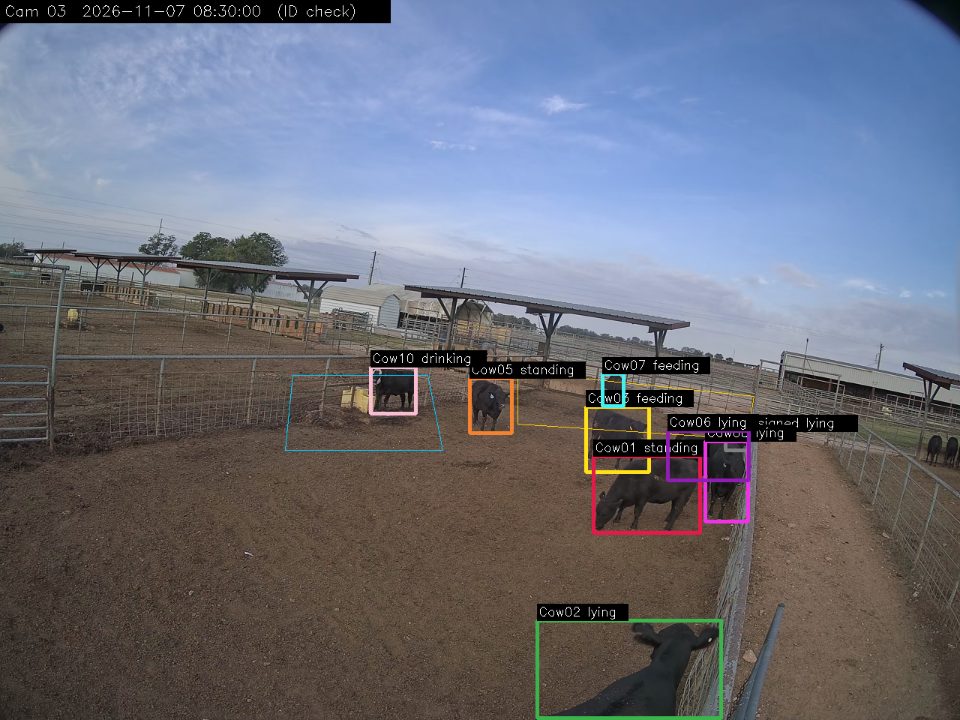 Cam 03 2026-11-07 08:30:00 (ID check)
Cow10 drinking
Cow05 standing
Cow07 feeding
Cow03 feeding
Cow06 lying
signed lying
lying
Cow01 standing
Cow02 lying